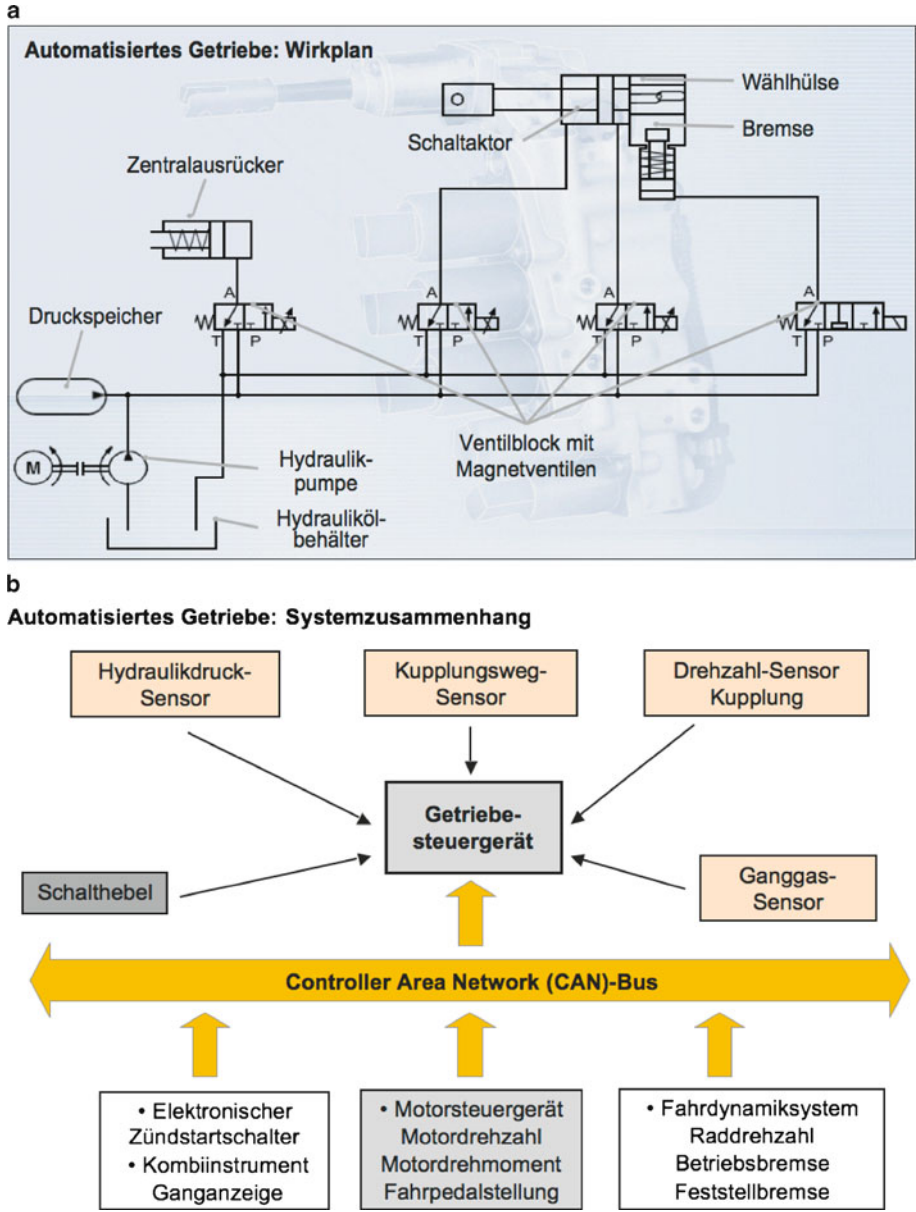 a
Automatisiertes Getriebe: Wirkplan
Wählhülse
Bremse
Schaltaktor
Zentralausrücker
A
A
A
A
Druckspeicher
T
P
T
P
T
P
T
P
M
Hydraulik-
pumpe
Ventilblock mit
Magnetventilen
Hydrauliköl-
behälter
b
Automatisiertes Getriebe: Systemzusammenhang
Hydraulikdruck-
Sensor
Kupplungsweg-
Sensor
Drehzahl-Sensor
Kupplung
Getriebe-
steuergerät
Schalthebel
Ganggas-
Sensor
Controller Area Network (CAN)-Bus
• Elektronischer
Zündstartschalter
• Kombiinstrument
Ganganzeige
• Motorsteuergerät
Motordrehzahl
Motordrehmoment
Fahrpedalstellung
• Fahrdynamiksystem
Raddrehzahl
Betriebsbremse
Feststellbremse